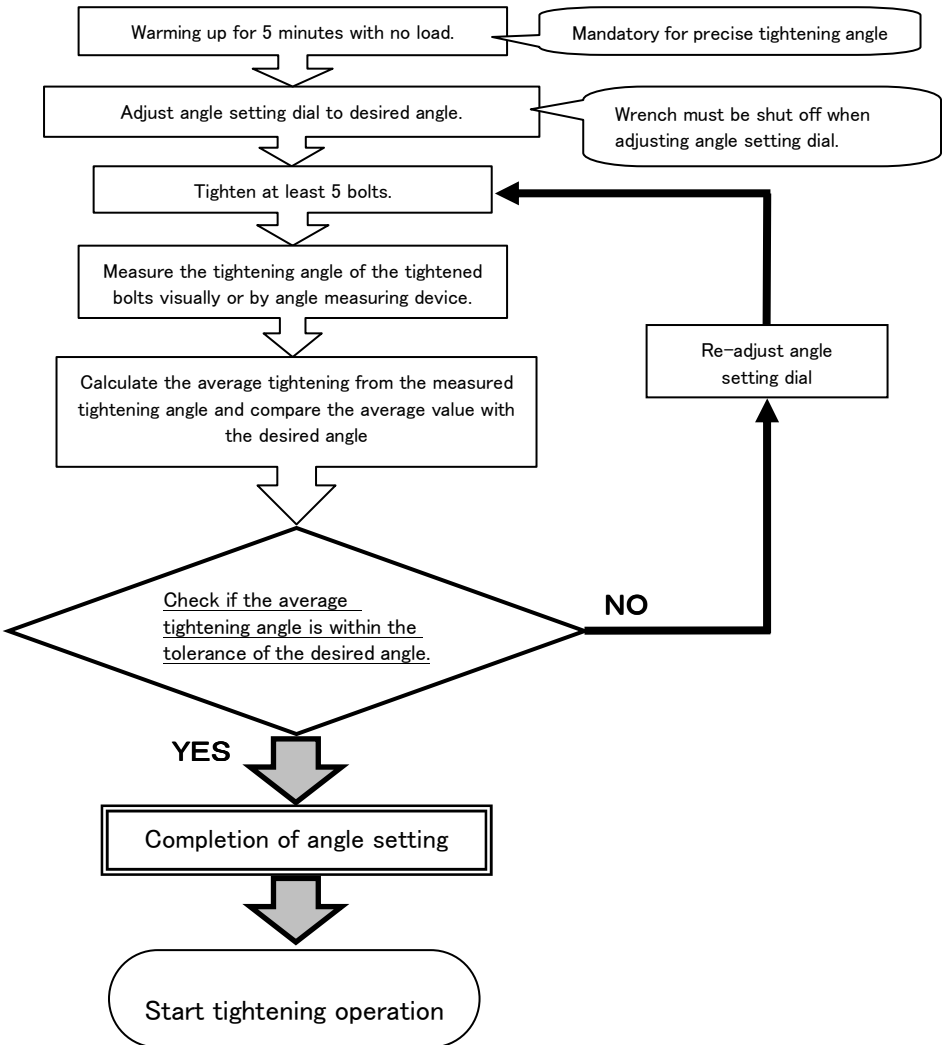 Warming up for 5 minutes with no load.
Mandatory for precise tightening angle
Adjust angle setting dial to desired angle.
Wrench must be shut off when
adjusting angle setting dial.
Tighten at least 5 bolts.
Measure the tightening angle of the tightened
bolts visually or by angle measuring device.
Re-adjust angle
setting dial
Calculate the average tightening from the measured
tightening angle and compare the average value with
the desired angle
Check if the average
tightening angle is within the
tolerance of the desired angle.
NO
YES
Completion of angle setting
Start tightening operation